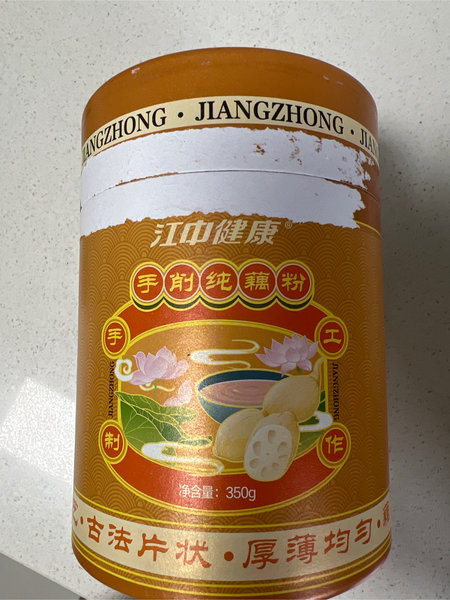 JIANGZHONG · JIANGZHONG ·
江中健康®
手削纯藕粉
手 工
JIANGZHONG JIANGZHONG
制 作
净含量: 350g
· 古法片状 · 厚薄均匀 ·